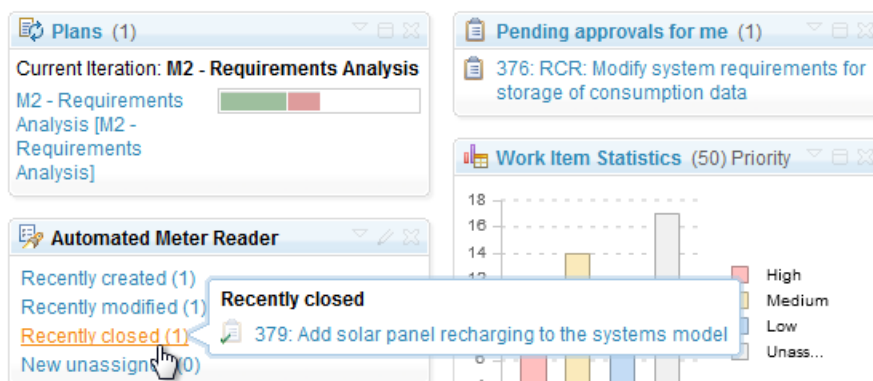 Plans (1)
Current Iteration: M2 - Requirements Analysis
M2 - Requirements
Analysis [M2 -
Requirements
Analysis]
Pending approvals for me (1)
376: RCR: Modify system requirements for
storage of consumption data
Work Item Statistics (50) Priority
18
16
14
12
High
Medium
Low
Unass...
Automated Meter Reader
Recently created (1)
Recently modified (1)
Recently closed (1)
New unassign
(0)
Recently closed
379: Add solar panel recharging to the systems model